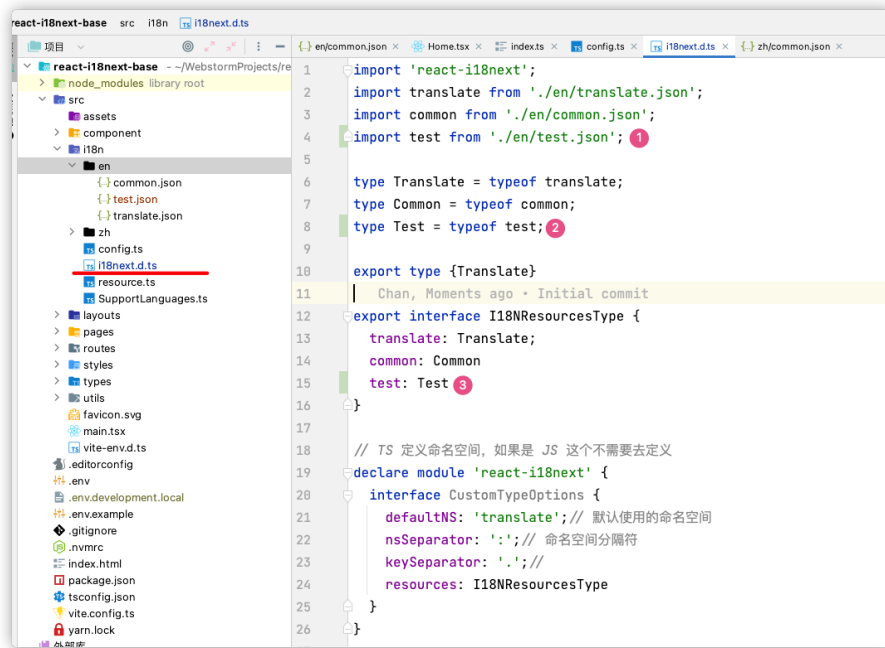 react-i18next-base src i18n i18next.d.ts
项目
en/common.json Home.tsx index.ts config.ts i18next.d.ts zh/common.json
react-i18next-base - ~/WebstormProjects/re
node_modules library root
src
assets
component
i18n
en
common.json
test.json
translate.json
zh
config.ts
i18next.d.ts
resource.ts
SupportLanguages.ts
layouts
pages
routes
styles
types
utils
favicon.svg
main.tsx
vite-env.d.ts
.editorconfig
.env
.env.development.local
.env.example
.gitignore
.nvmrc
index.html
package.json
tsconfig.json
vite.config.ts
yarn.lock
外部库
1 import 'react-i18next';
2 import translate from './en/translate.json';
3 import common from './en/common.json';
4 import test from './en/test.json'; 1
5
6 type Translate = typeof translate;
7 type Common = typeof common;
8 type Test = typeof test; 2
9
10 export type {Translate}
11 Chan, Moments ago • Initial commit
12 export interface I18NResourcesType {
13 translate: Translate;
14 common: Common
15 test: Test 3
16 }
17
18 // TS 定义命名空间，如果是 JS 这个不需要去定义
19 declare module 'react-i18next' {
20 interface CustomTypeOptions {
21 defaultNS: 'translate';// 默认使用的命名空间
22 nsSeparator: ':';// 命名空间分隔符
23 keySeparator: '.';//
24 resources: I18NResourcesType
25 }
26 }